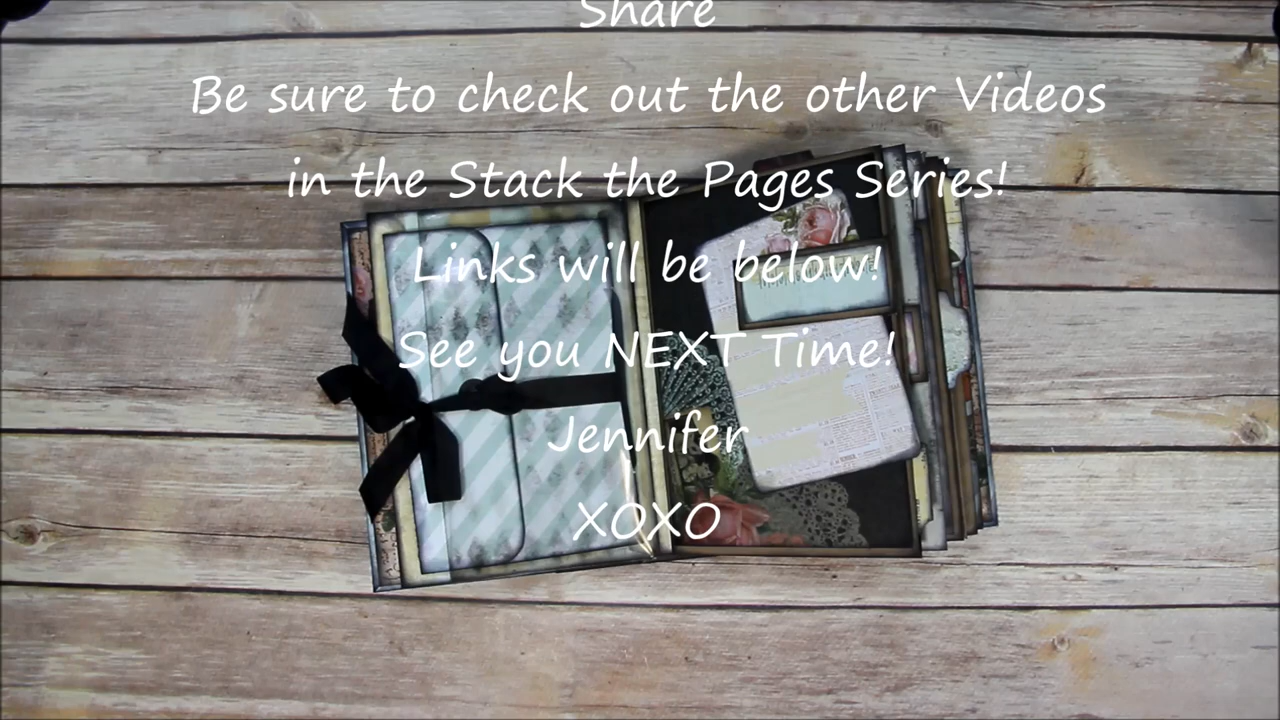 Share
Be sure to check out the other Videos
in the Stack the Pages Series!
Links will be below!
See you NEXT Time!
Jennifer
XOXO